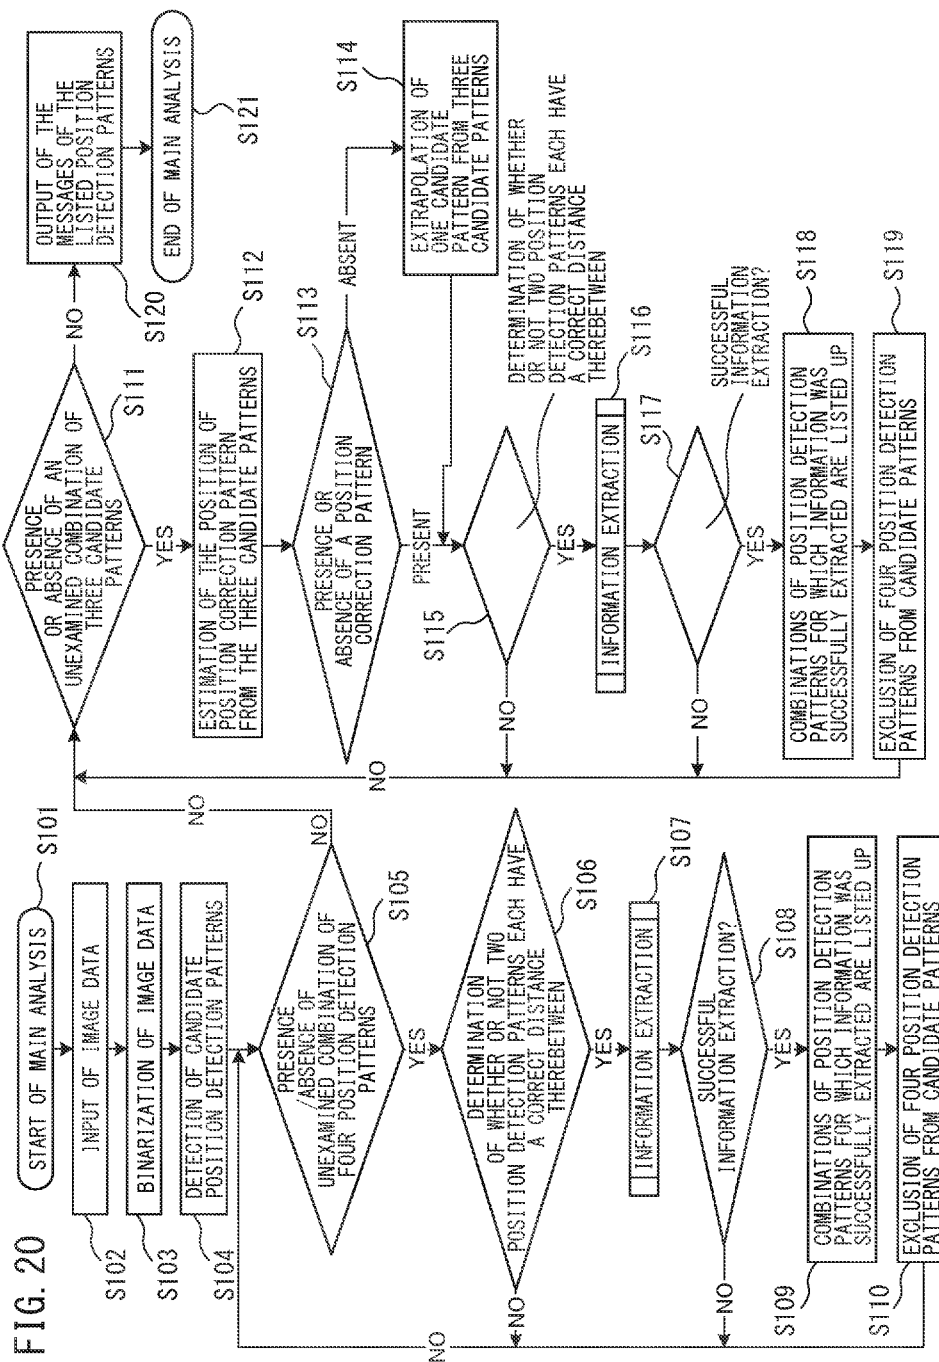 FIG. 20
START OF MAIN ANALYSIS
S101
INPUT OF IMAGE DATA
S102
BINARIZATION OF IMAGE DATA
S103
DETECTION OF CANDIDATE
POSITION DETECTION PATTERNS
S104
PRESENCE
/ABSENCE OF
UNEXAMINED COMBINATION OF
FOUR POSITION DETECTION
PATTERNS
S105
NO
NO
YES
DETERMINATION
OF WHETHER OR NOT TWO
POSITION DETECTION PATTERNS EACH HAVE
A CORRECT DISTANCE
THEREBETWEEN
S106
NO
YES
INFORMATION EXTRACTION
S107
SUCCESSFUL
INFORMATION EXTRACTION?
S108
NO
YES
COMBINATIONS OF POSITION DETECTION
PATTERNS FOR WHICH INFORMATION WAS
SUCCESSFULLY EXTRACTED ARE LISTED UP
S109
EXCLUSION OF FOUR POSITION DETECTION
PATTERNS FROM CANDIDATE PATTERNS
S110
NO
PRESENCE
OR ABSENCE OF AN
UNEXAMINED COMBINATION OF
THREE CANDIDATE
PATTERNS
S111
NO
YES
OUTPUT OF THE
MESSAGES OF THE
LISTED POSITION
DETECTION PATTERNS
S120
END OF MAIN ANALYSIS
S121
ESTIMATION OF THE POSITION OF
POSITION CORRECTION PATTERN
FROM THE THREE CANDIDATE PATTERNS
S112
PRESENCE OR
ABSENCE OF A POSITION
CORRECTION PATTERN
S113
ABSENT
PRESENT
EXTRAPOLATION OF
ONE CANDIDATE
PATTERN FROM THREE
CANDIDATE PATTERNS
S114
S115
DETERMINATION OF WHETHER
OR NOT TWO POSITION
DETECTION PATTERNS EACH HAVE
A CORRECT DISTANCE
THEREBETWEEN
NO
NO
YES
INFORMATION EXTRACTION
S116
S117
SUCCESSFUL
INFORMATION
EXTRACTION?
NO
YES
COMBINATIONS OF POSITION DETECTION
PATTERNS FOR WHICH INFORMATION WAS
SUCCESSFULLY EXTRACTED ARE LISTED UP
S118
EXCLUSION OF FOUR POSITION DETECTION
PATTERNS FROM CANDIDATE PATTERNS
S119